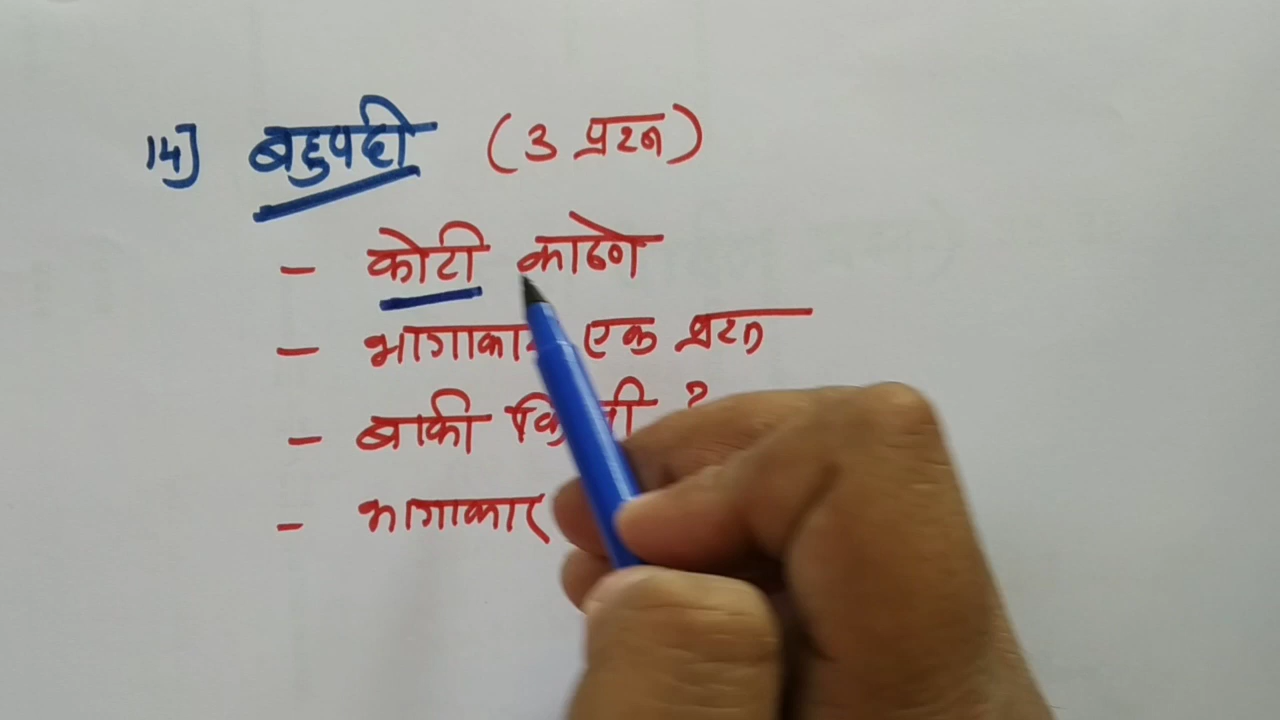 14] बहुपदी (3 प्रश्न)
- कोटी काढणे
- भागाकार एक प्रश्न
- बाकी किती ?
- भागाकार